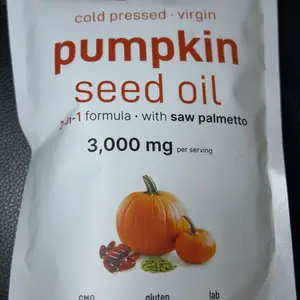 cold pressed · virgin
pumpkin
seed oil
2-in-1 formula · with saw palmetto
3,000 mg per serving
GMO
gluten
lab